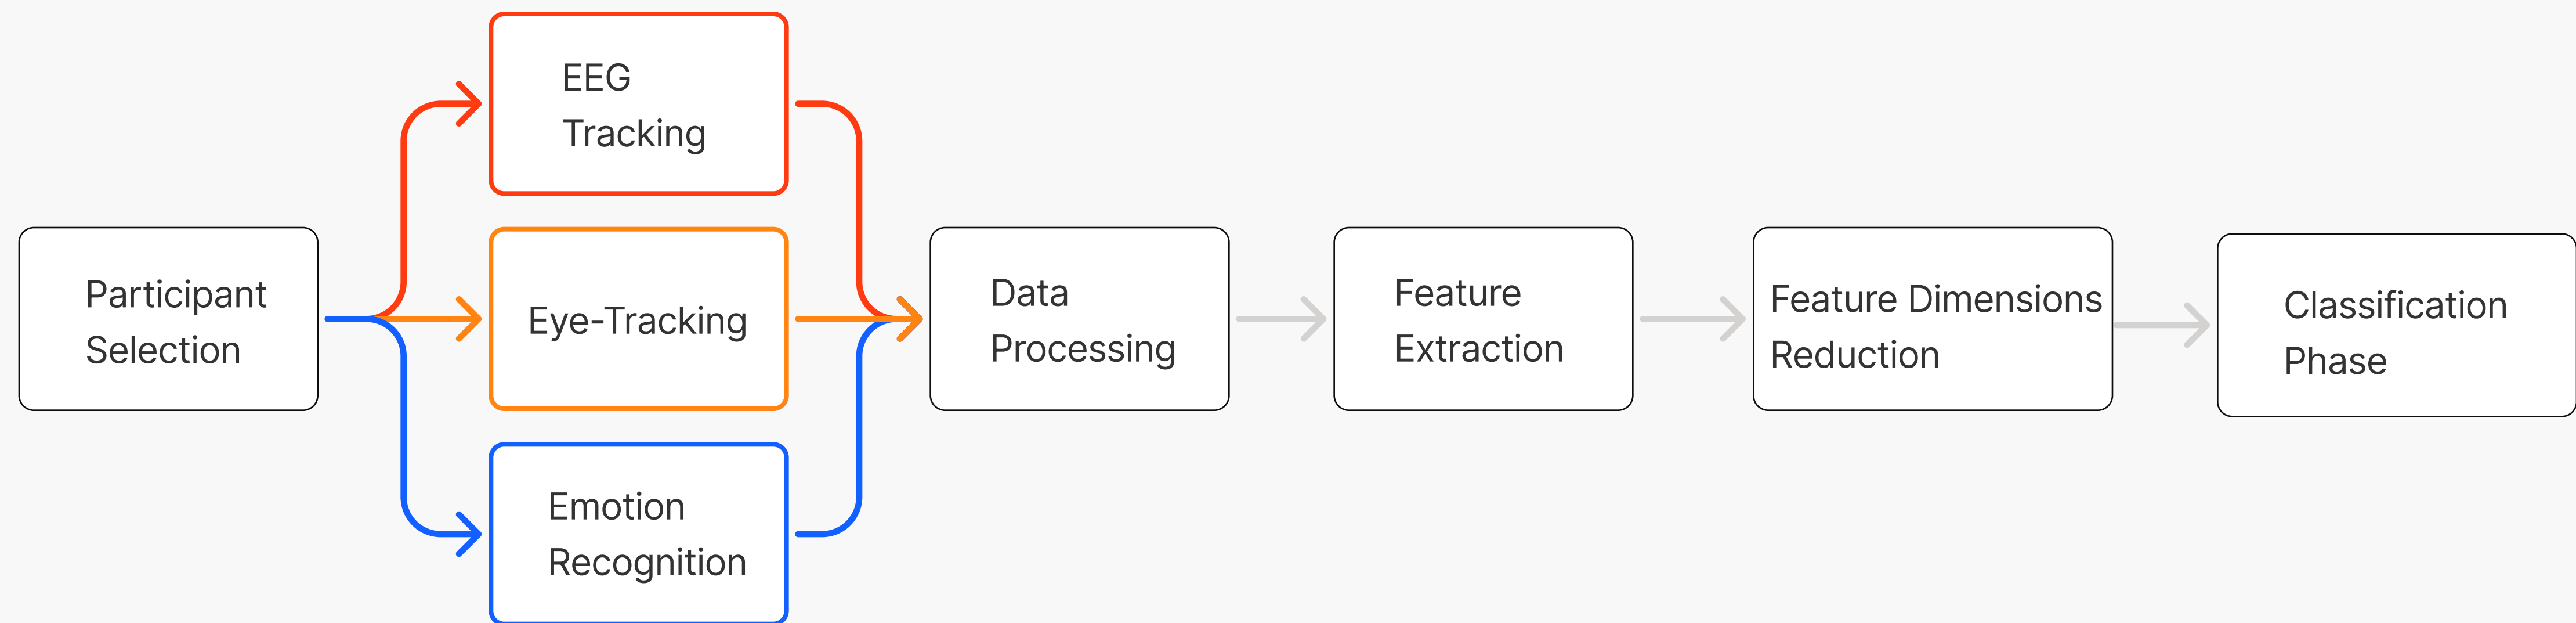 Participant
Selection
EEG
Tracking
Eye-Tracking
Emotion
Recognition
Data
Processing
Feature
Extraction
Feature Dimensions
Reduction
Classification
Phase